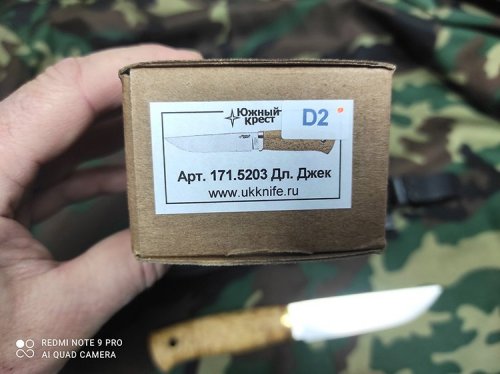 Южный
крест
D2
Арт. 171.5203 Дл. Джек
www.ukknife.ru
REDMI NOTE 9 PRO
AI QUAD CAMERA